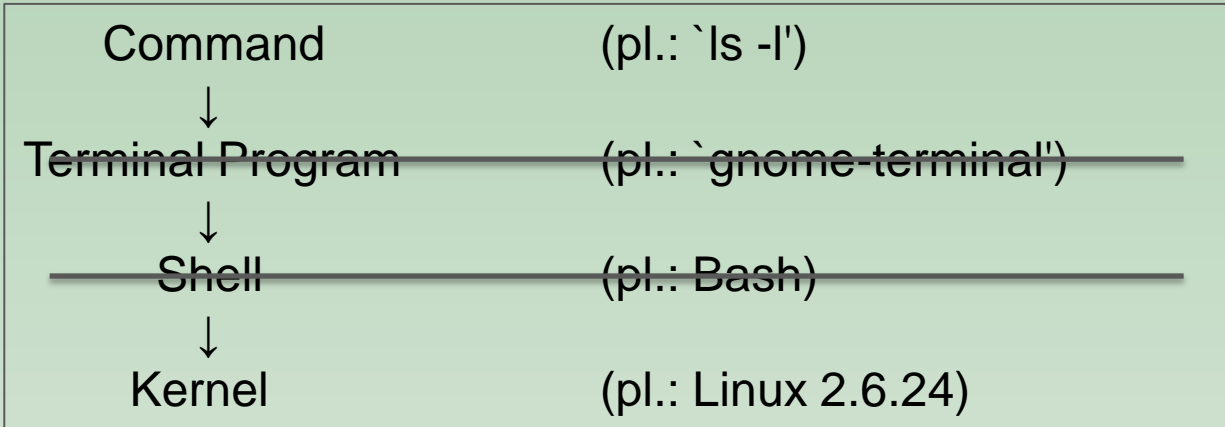 Command (pl.: `ls -l')
↓
Terminal Program (pl.: `gnome-terminal')
↓
Shell (pl.: Bash)
↓
Kernel (pl.: Linux 2.6.24)